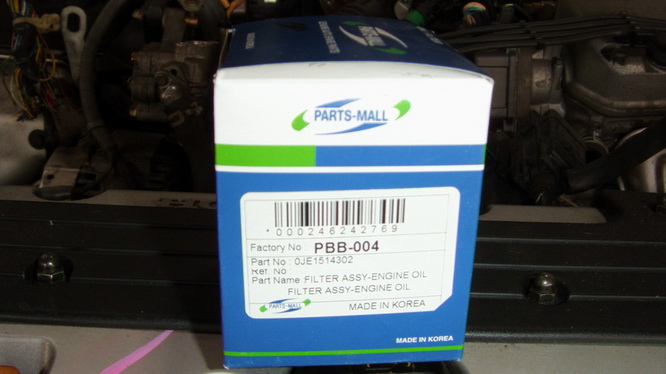 PARTS-MALL
*000246242769
Factory No : PBB-004
Part No : 0JE1514302
Ref. No :
Part Name: FILTER ASSY-ENGINE OIL
FILTER ASSY-ENGINE OIL
PARTS-MALL
MADE IN KOREA
MADE IN KOREA